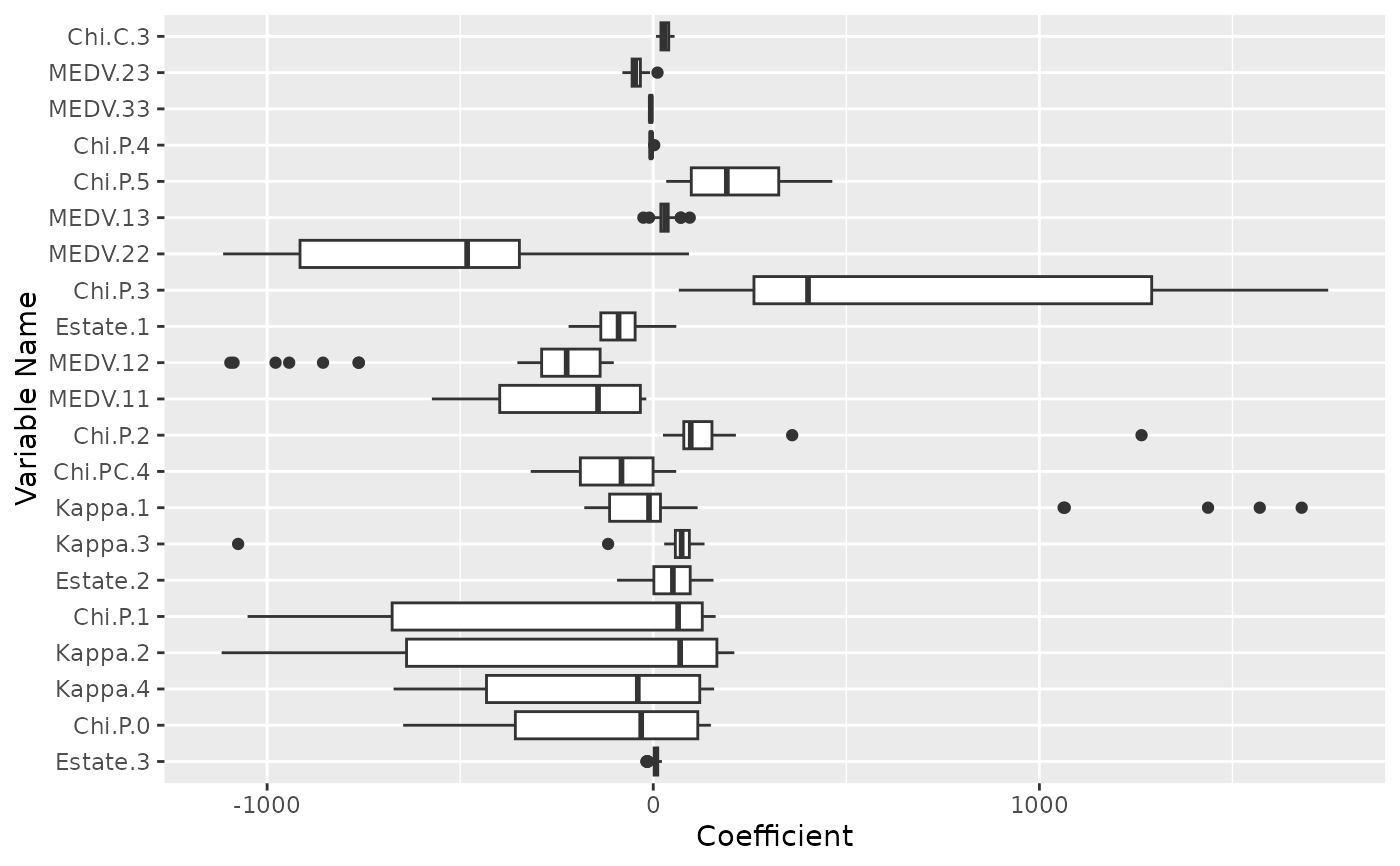 Variable Name
Chi.C.3
MEDV.23
MEDV.33
Chi.P.4
Chi.P.5
MEDV.13
MEDV.22
Chi.P.3
Estate.1
MEDV.12
MEDV.11
Chi.P.2
Chi.PC.4
Kappa.1
Kappa.3
Estate.2
Chi.P.1
Kappa.2
Kappa.4
Chi.P.0
Estate.3
-1000 0 1000
Coefficient